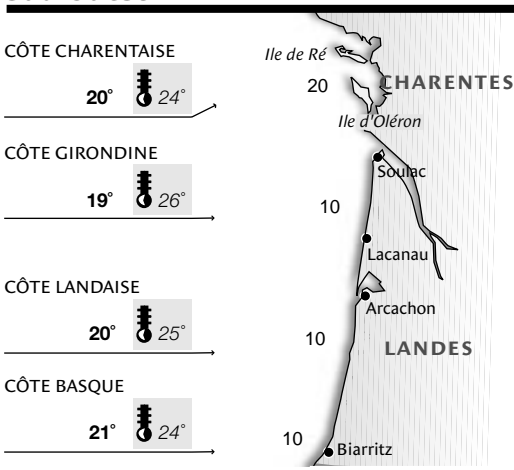 CÔTE CHARENTAISE
20° 24°
CÔTE GIRONDINE
19° 26°
CÔTE LANDAISE
20° 25°
CÔTE BASQUE
21° 24°
Ile de Ré
20
CHARENTES
Ile d'Oléron
Soulac
10
Lacanau
Arcachon
10
LANDES
10
Biarritz